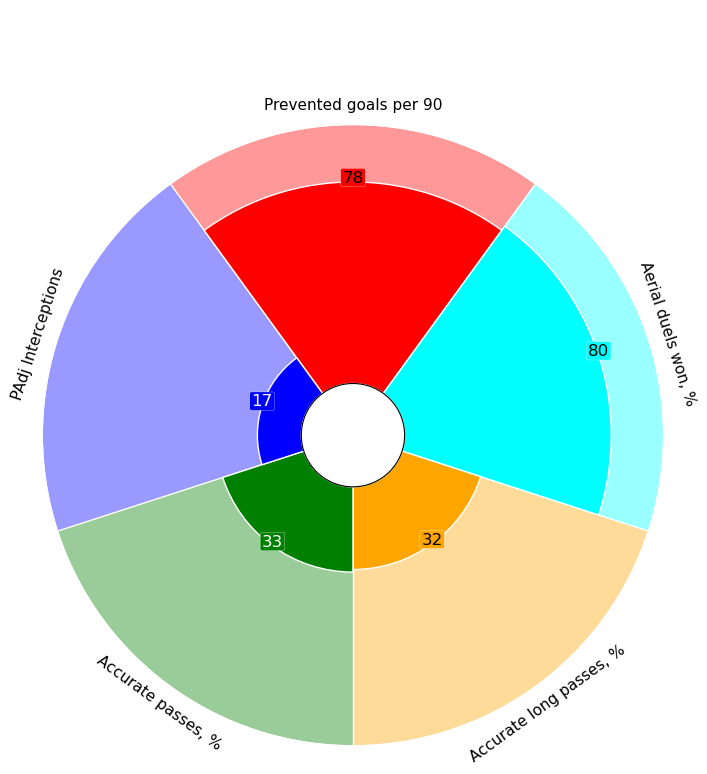 Prevented goals per 90
78
Aerial duels won, %
80
PAdj Interceptions
17
33
32
Accurate passes, %
Accurate long passes, %